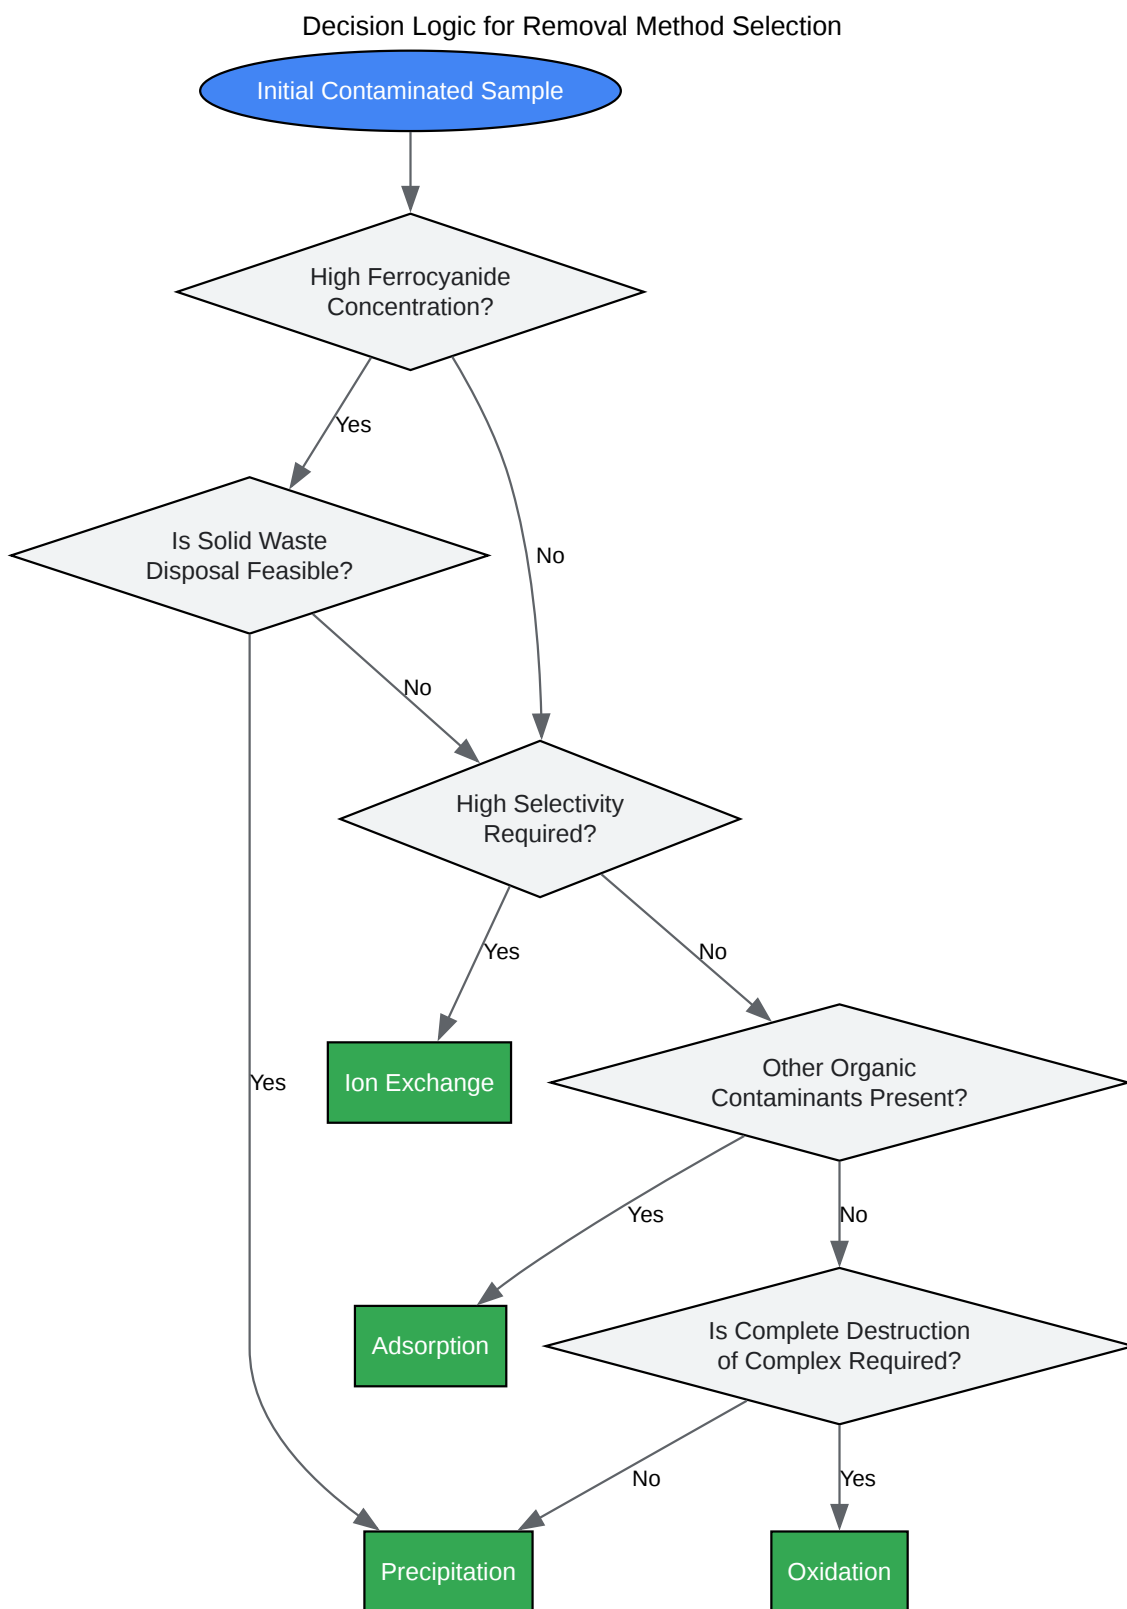 Decision Logic for Removal Method Selection
Initial Contaminated Sample
High Ferrocyanide
Concentration?
Yes
No
Is Solid Waste
Disposal Feasible?
No
Yes
High Selectivity
Required?
Yes
No
Ion Exchange
Other Organic
Contaminants Present?
Yes
No
Adsorption
Is Complete Destruction
of Complex Required?
No
Yes
Precipitation
Oxidation